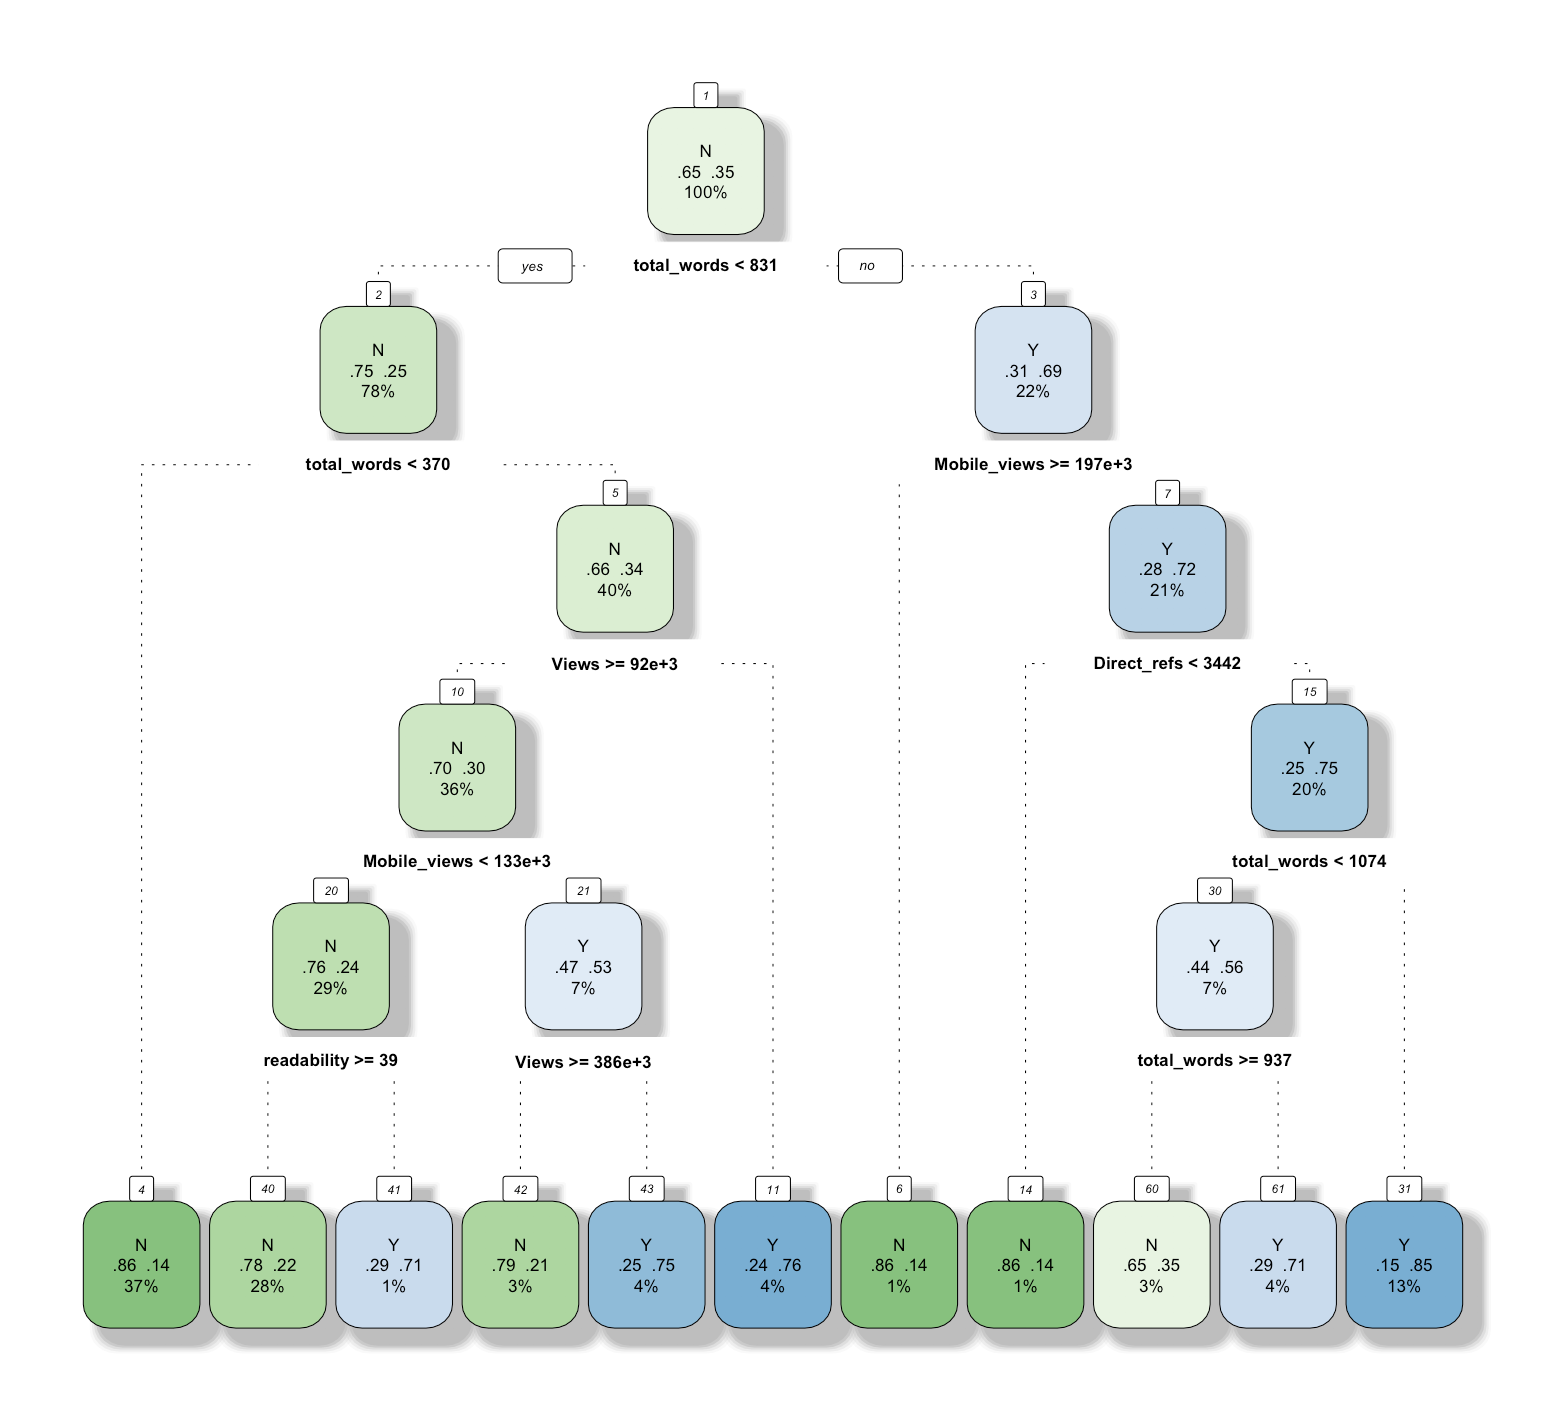 1
N
.65 .35
100%
yes
total_words < 831
no
2
N
.75 .25
78%
3
Y
.31 .69
22%
total_words < 370
Mobile_views >= 197e+3
5
N
.66 .34
40%
7
Y
.28 .72
21%
Views >= 92e+3
Direct_refs < 3442
10
N
.70 .30
36%
15
Y
.25 .75
20%
Mobile_views < 133e+3
total_words < 1074
20
N
.76 .24
29%
21
Y
.47 .53
7%
30
Y
.44 .56
7%
readability >= 39
Views >= 386e+3
total_words >= 937
4
N
.86 .14
37%
40
N
.78 .22
28%
41
Y
.29 .71
1%
42
N
.79 .21
3%
43
Y
.25 .75
4%
11
Y
.24 .76
4%
6
N
.86 .14
1%
14
N
.86 .14
1%
60
N
.65 .35
3%
61
Y
.29 .71
4%
31
Y
.15 .85
13%